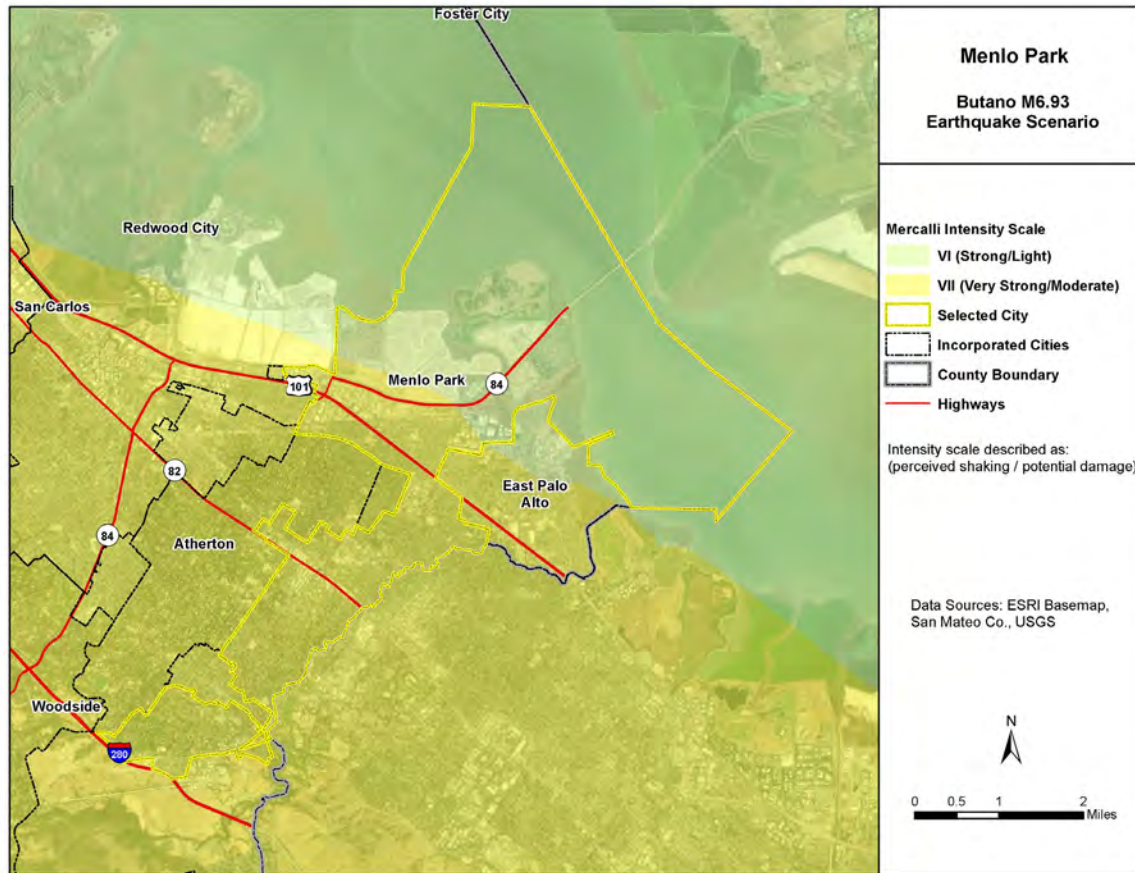 Foster City
Redwood City
San Carlos
101
Menlo Park
84
82
East Palo
Alto
84
Atherton
Woodside
280
Menlo Park
Butano M6.93
Earthquake Scenario
Mercalli Intensity Scale
VI (Strong/Light)
VII (Very Strong/Moderate)
Selected City
Incorporated Cities
County Boundary
Highways
Intensity scale described as:
(perceived shaking / potential damage)
Data Sources: ESRI Basemap,
San Mateo Co., USGS
N
0 0.5 1 2
Miles